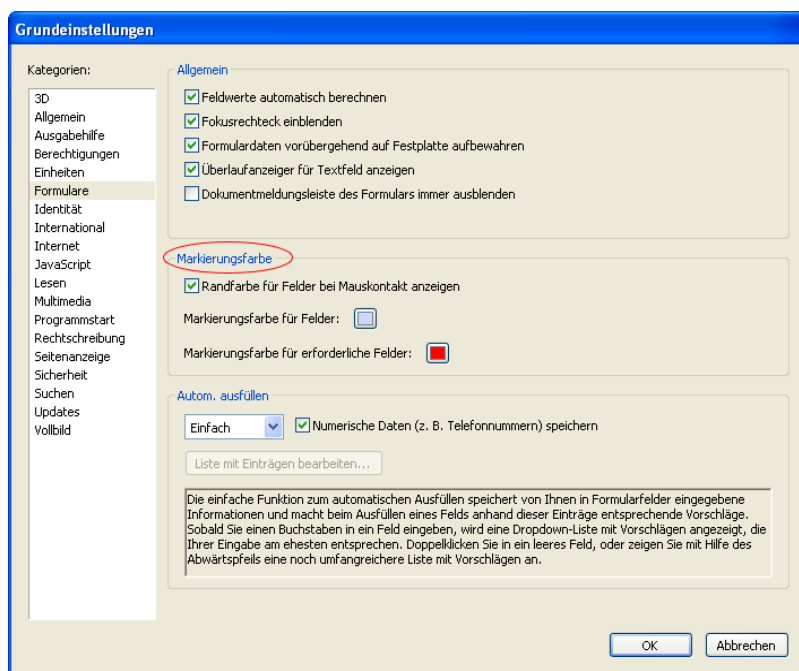 Grundeinstellungen
Kategorien:
3D
Allgemein
Ausgabehilfe
Berechtigungen
Einheiten
Formulare
Identität
International
Internet
JavaScript
Lesen
Multimedia
Programmstart
Rechtschreibung
Seitenanzeige
Sicherheit
Suchen
Updates
Vollbild
Allgemein
Feldwerte automatisch berechnen
Fokusrechteck einblenden
Formulardaten vorübergehend auf Festplatte aufbewahren
Überlaufanzeiger für Textfeld anzeigen
Dokumentmeldungsleiste des Formulars immer ausblenden
Markierungsfarbe
Randfarbe für Felder bei Mauskontakt anzeigen
Markierungsfarbe für Felder:
Markierungsfarbe für erforderliche Felder:
Autom. ausfüllen
Einfach
Numerische Daten (z. B. Telefonnummern) speichern
Liste mit Einträgen bearbeiten...
Die einfache Funktion zum automatischen Ausfüllen speichert von Ihnen in Formularfelder eingegebene
Informationen und macht beim Ausfüllen eines Felds anhand dieser Einträge entsprechende Vorschläge.
Sobald Sie einen Buchstaben in ein Feld eingeben, wird eine Dropdown-Liste mit Vorschlägen angezeigt, die
Ihrer Eingabe am ehesten entsprechen. Doppelklicken Sie in ein leeres Feld, oder zeigen Sie mit Hilfe des
Abwärtspfeils eine noch umfangreichere Liste mit Vorschlägen an.
OK
Abbrechen